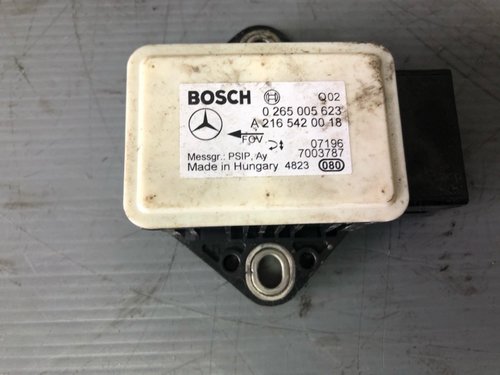 BOSCH Q02
0 265 005 623
A 216 542 00 18
FOV 07196
Messgr.: PSIP, Ay 7003787
Made in Hungary 4823 080